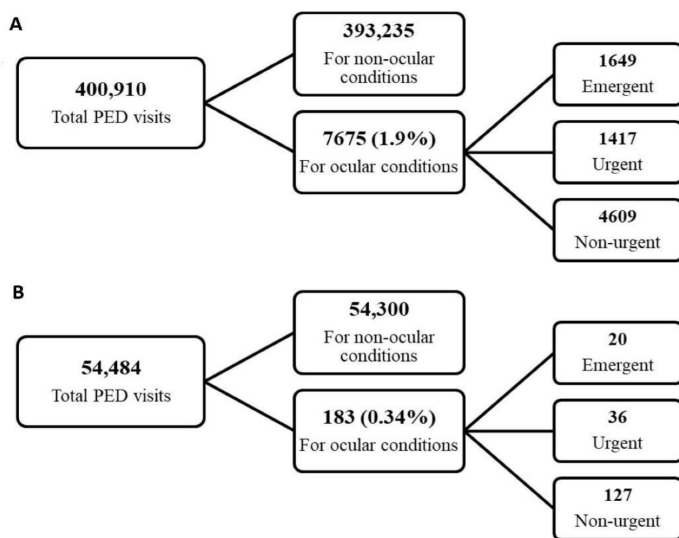 A
400,910
Total PED visits
393,235
For non-ocular
conditions
7675 (1.9%)
For ocular conditions
1649
Emergent
1417
Urgent
4609
Non-urgent
B
54,484
Total PED visits
54,300
For non-ocular
conditions
183 (0.34%)
For ocular conditions
20
Emergent
36
Urgent
127
Non-urgent